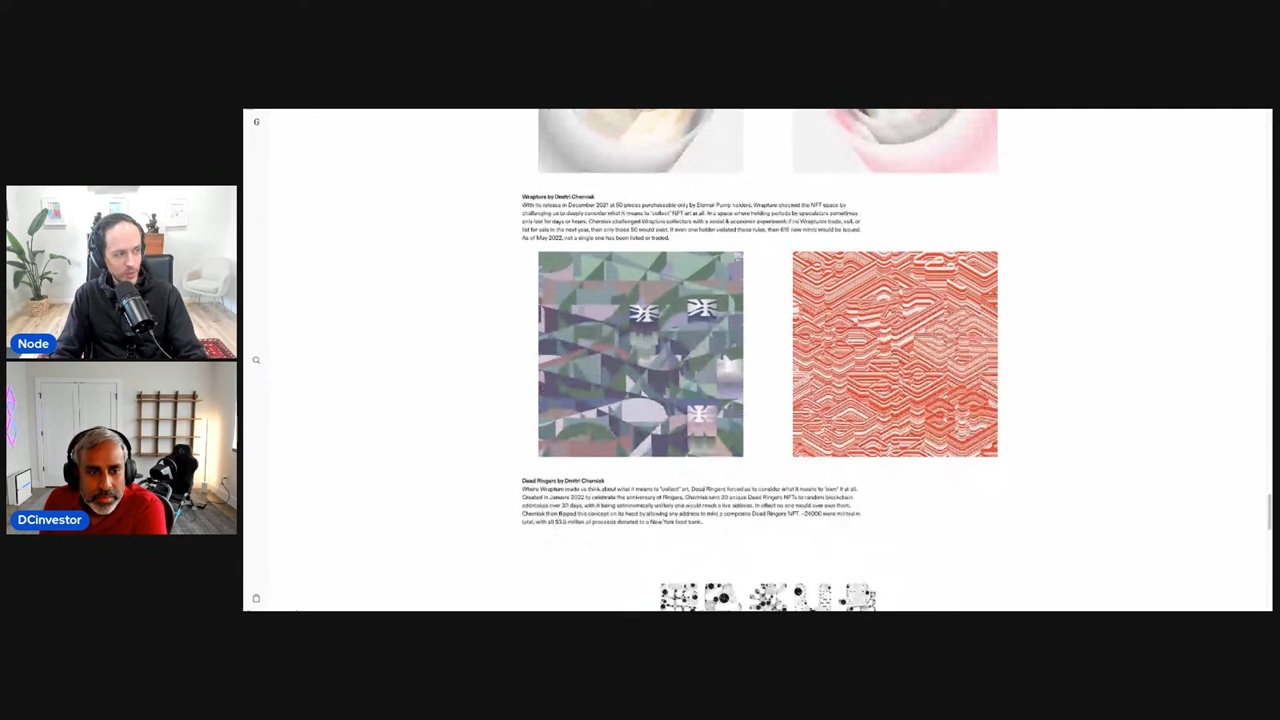 G
Wrapture by Dmitri Cherniak
With its release in December 2021 at 50 pieces purchaseable only by Eternal Pump holders, Wrapture shocked the NFT space by
challenging us to deeply consider what it means to "collect" NFT art at all. In a space where holding periods by speculators sometimes
only last for days or hours, Cherniak challenged Wrapture collectors with a social & economic experiment: if no Wraptures trade, sell, or
list for sale in the next year, then only those 50 would exist. If even one holder violated those rules, then 615 new mints would be issued.
As of May 2022, not a single one has been listed or traded.
Node
DCinvestor
Dead Ringers by Dmitri Cherniak
Where Wrapture made us think about what it means to "collect" art, Dead Ringers forced us to consider what it means to "own" it at all.
Created in January 2022 to celebrate the anniversary of Ringers, Cherniak sent 30 unique Dead Ringers NFTs to random blockchain
addresses over 30 days, with it being astronomically unlikely one would reach a live address. In effect no one would ever own them.
Cherniak then flipped this concept on its head by allowing any address to mint a composite Dead Ringers NFT. ~24000 were minted in
total, with all $3.6 million of proceeds donated to a New York food bank.